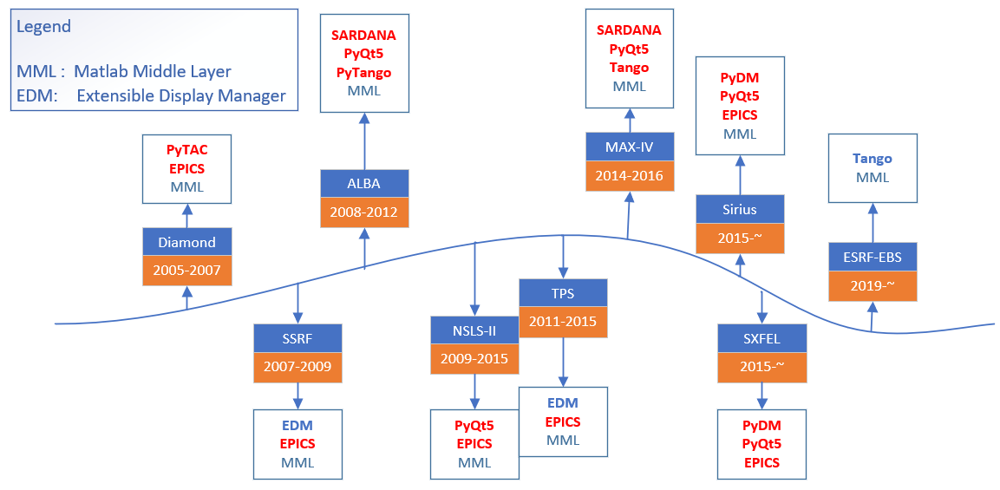 Legend
MML : Matlab Middle Layer
EDM: Extensible Display Manager
PyTAC
EPICS
MML
Diamond
2005-2007
SSRF
2007-2009
EDM
EPICS
MML
SARDANA
PyQt5
PyTango
MML
ALBA
2008-2012
NSLS-II
2009-2015
PyQt5
EPICS
MML
TPS
2011-2015
EDM
EPICS
MML
SARDANA
PyQt5
Tango
MML
MAX-IV
2014-2016
PyDM
PyQt5
EPICS
MML
Sirius
2015-~
SXFEL
2015-~
PyDM
PyQt5
EPICS
Tango
MML
ESRF-EBS
2019-~